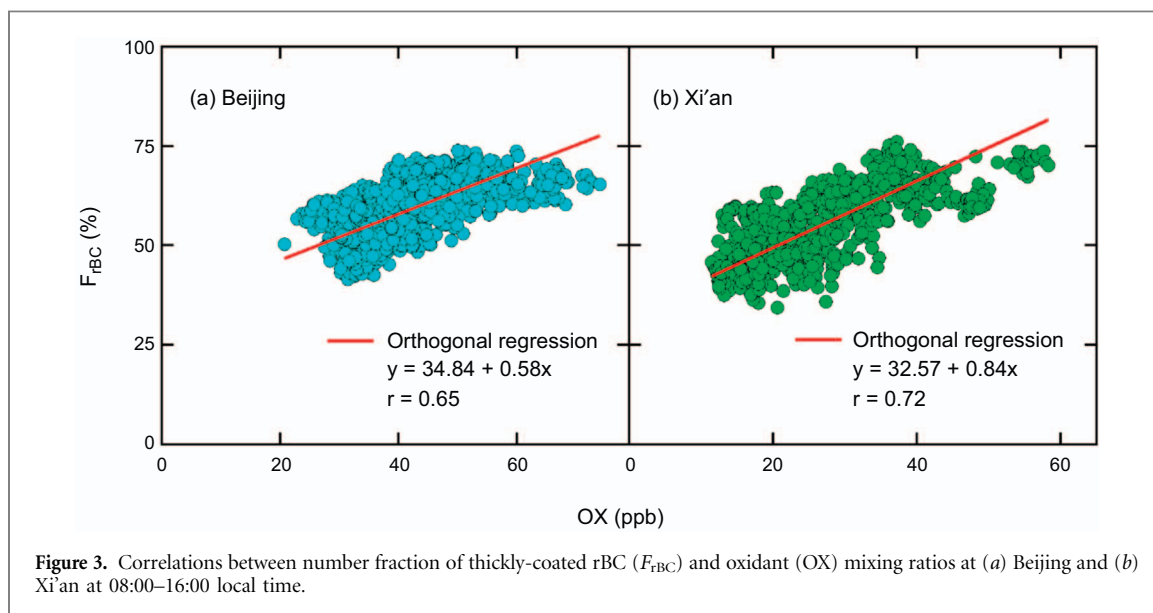 100
75
50
25
0
F_rBC (%)
(a) Beijing
Orthogonal regression
y = 34.84 + 0.58x
r = 0.65
0
20
40
60
(b) Xi′an
Orthogonal regression
y = 32.57 + 0.84x
r = 0.72
0
20
40
60
OX (ppb)
Figure 3. Correlations between number fraction of thickly-coated rBC (F_rBC) and oxidant (OX) mixing ratios at (a) Beijing and (b)
Xi'an at 08:00–16:00 local time.